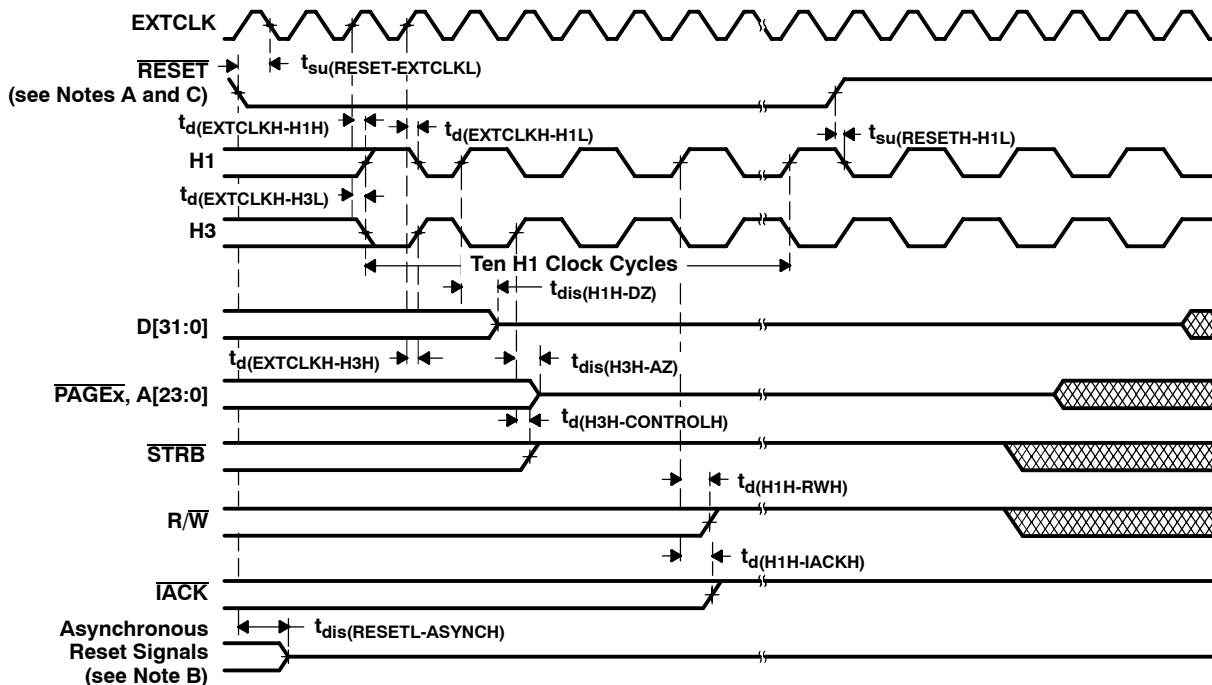 EXTCLK
tsu(RESET-EXTCLKL)
RESET
(see Notes A and C)
td(EXTCLKH-H1H)
td(EXTCLKH-H1L)
tsu(RESETH-H1L)
H1
td(EXTCLKH-H3L)
H3
Ten H1 Clock Cycles
tdis(H1H-DZ)
D[31:0]
td(EXTCLKH-H3H)
tdis(H3H-AZ)
PAGEx, A[23:0]
td(H3H-CONTROLH)
STRB
td(H1H-RWH)
R/W
td(H1H-IACKH)
IACK
Asynchronous
Reset Signals
(see Note B)
tdis(RESETL-ASYNCH)